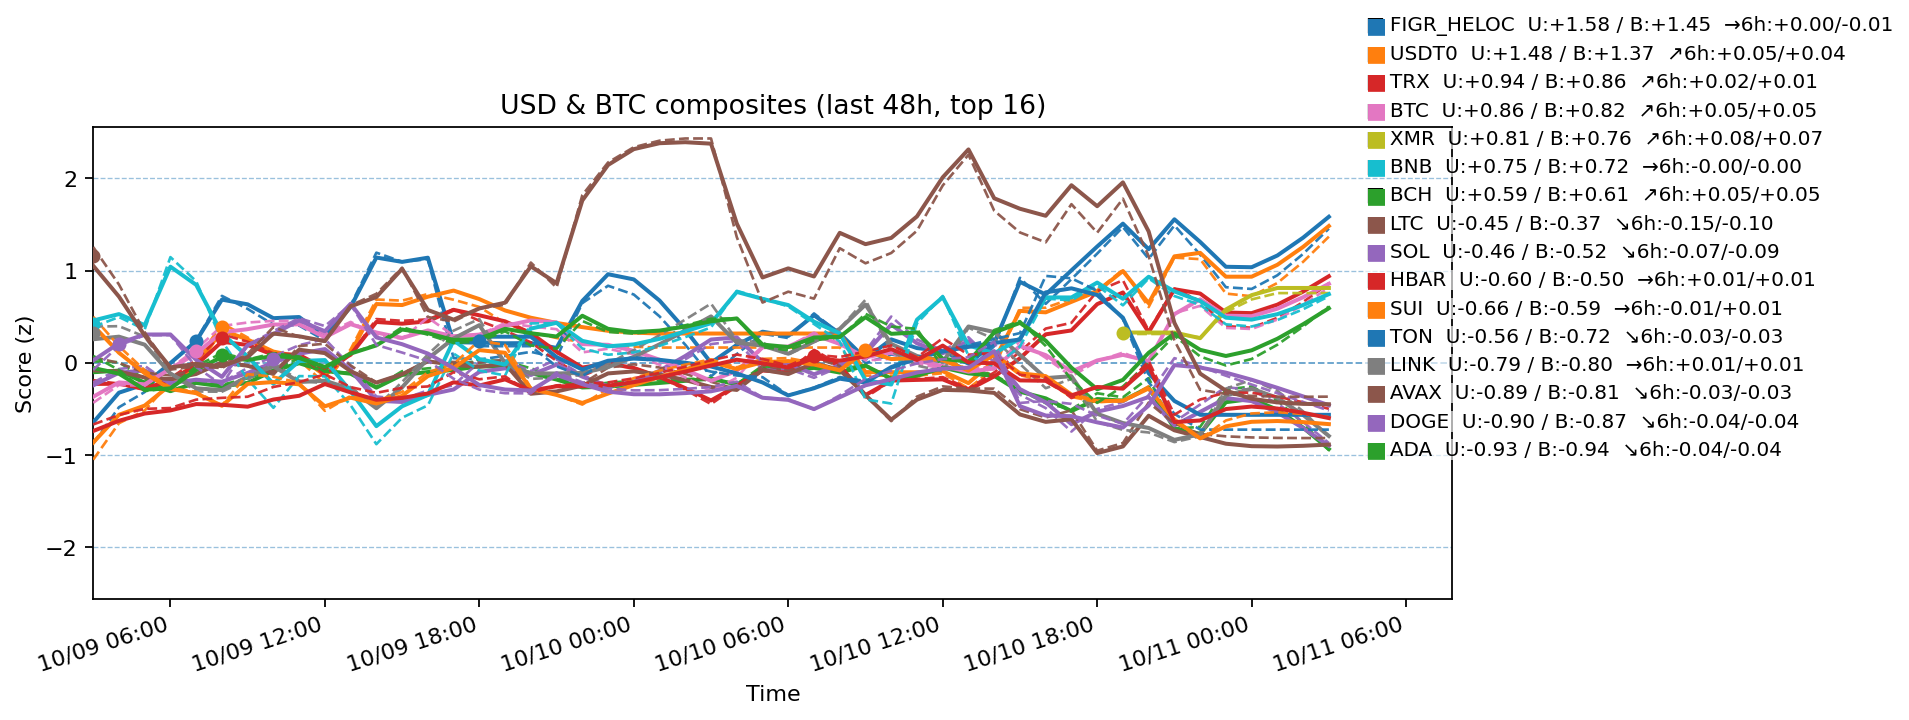 FIGR_HELOC U:+1.58 / B:+1.45 →6h:+0.00/-0.01
USDT0 U:+1.48 / B:+1.37 ↗6h:+0.05/+0.04
TRX U:+0.94 / B:+0.86 ↗6h:+0.02/+0.01
BTC U:+0.86 / B:+0.82 ↗6h:+0.05/+0.05
XMR U:+0.81 / B:+0.76 ↗6h:+0.08/+0.07
BNB U:+0.75 / B:+0.72 →6h:-0.00/-0.00
BCH U:+0.59 / B:+0.61 ↗6h:+0.05/+0.05
LTC U:-0.45 / B:-0.37 ↘6h:-0.15/-0.10
SOL U:-0.46 / B:-0.52 ↘6h:-0.07/-0.09
HBAR U:-0.60 / B:-0.50 →6h:+0.01/+0.01
SUI U:-0.66 / B:-0.59 →6h:-0.01/+0.01
TON U:-0.56 / B:-0.72 ↘6h:-0.03/-0.03
LINK U:-0.79 / B:-0.80 →6h:+0.01/+0.01
AVAX U:-0.89 / B:-0.81 ↘6h:-0.03/-0.03
DOGE U:-0.90 / B:-0.87 ↘6h:-0.04/-0.04
ADA U:-0.93 / B:-0.94 ↘6h:-0.04/-0.04
USD & BTC composites (last 48h, top 16)
Score (z)
2
1
0
−1
−2
10/09 06:00
10/09 12:00
10/09 18:00
10/10 00:00
10/10 06:00
10/10 12:00
10/10 18:00
10/11 00:00
10/11 06:00
Time